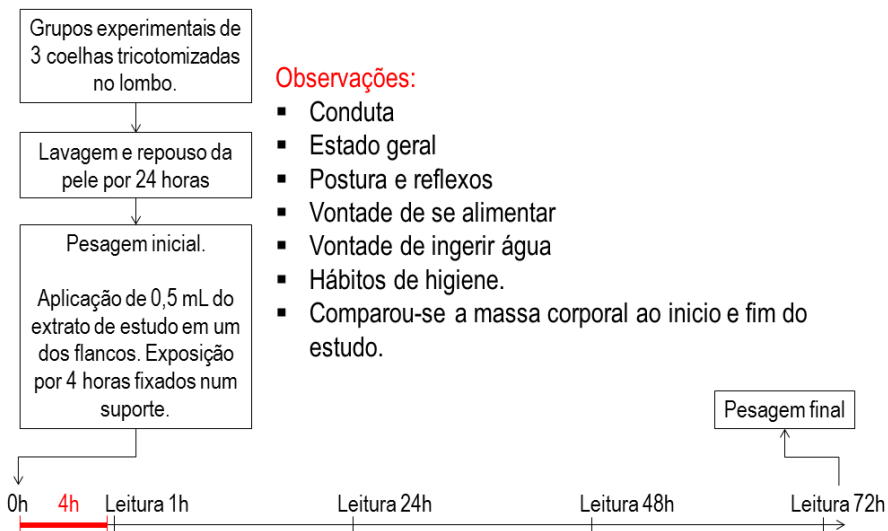 Grupos experimentais de
3 coelhas tricotomizadas
no lombo.
Lavagem e repouso da
pele por 24 horas
Pesagem inicial.
Aplicação de 0,5 mL do
extrato de estudo em um
dos flancos. Exposição
por 4 horas fixados num
suporte.
Observações:
▪ Conduta
▪ Estado geral
▪ Postura e reflexos
▪ Vontade de se alimentar
▪ Vontade de ingerir água
▪ Hábitos de higiene.
▪ Comparou-se a massa corporal ao inicio e fim do
estudo.
Pesagem final
0h 4h Leitura 1h Leitura 24h Leitura 48h Leitura 72h